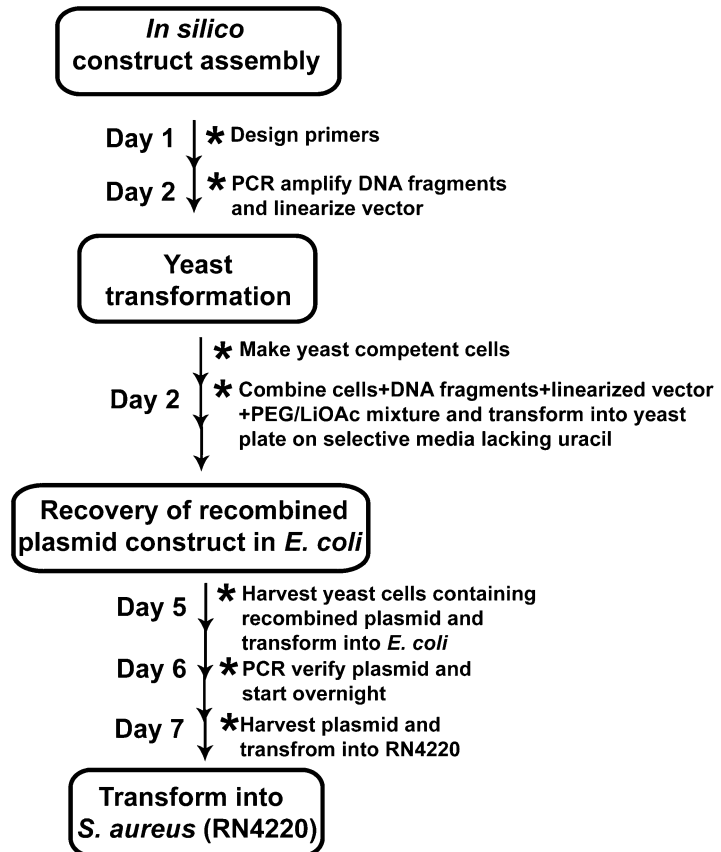 In silico
construct assembly
Day 1 * Design primers
Day 2 * PCR amplify DNA fragments
and linearize vector
Yeast
transformation
* Make yeast competent cells
Day 2 * Combine cells+DNA fragments+linearized vector
+PEG/LiOAc mixture and transform into yeast
plate on selective media lacking uracil
Recovery of recombined
plasmid construct in E. coli
Day 5 * Harvest yeast cells containing
recombined plasmid and
transform into E. coli
Day 6 * PCR verify plasmid and
start overnight
Day 7 * Harvest plasmid and
transfrom into RN4220
Transform into
S. aureus (RN4220)